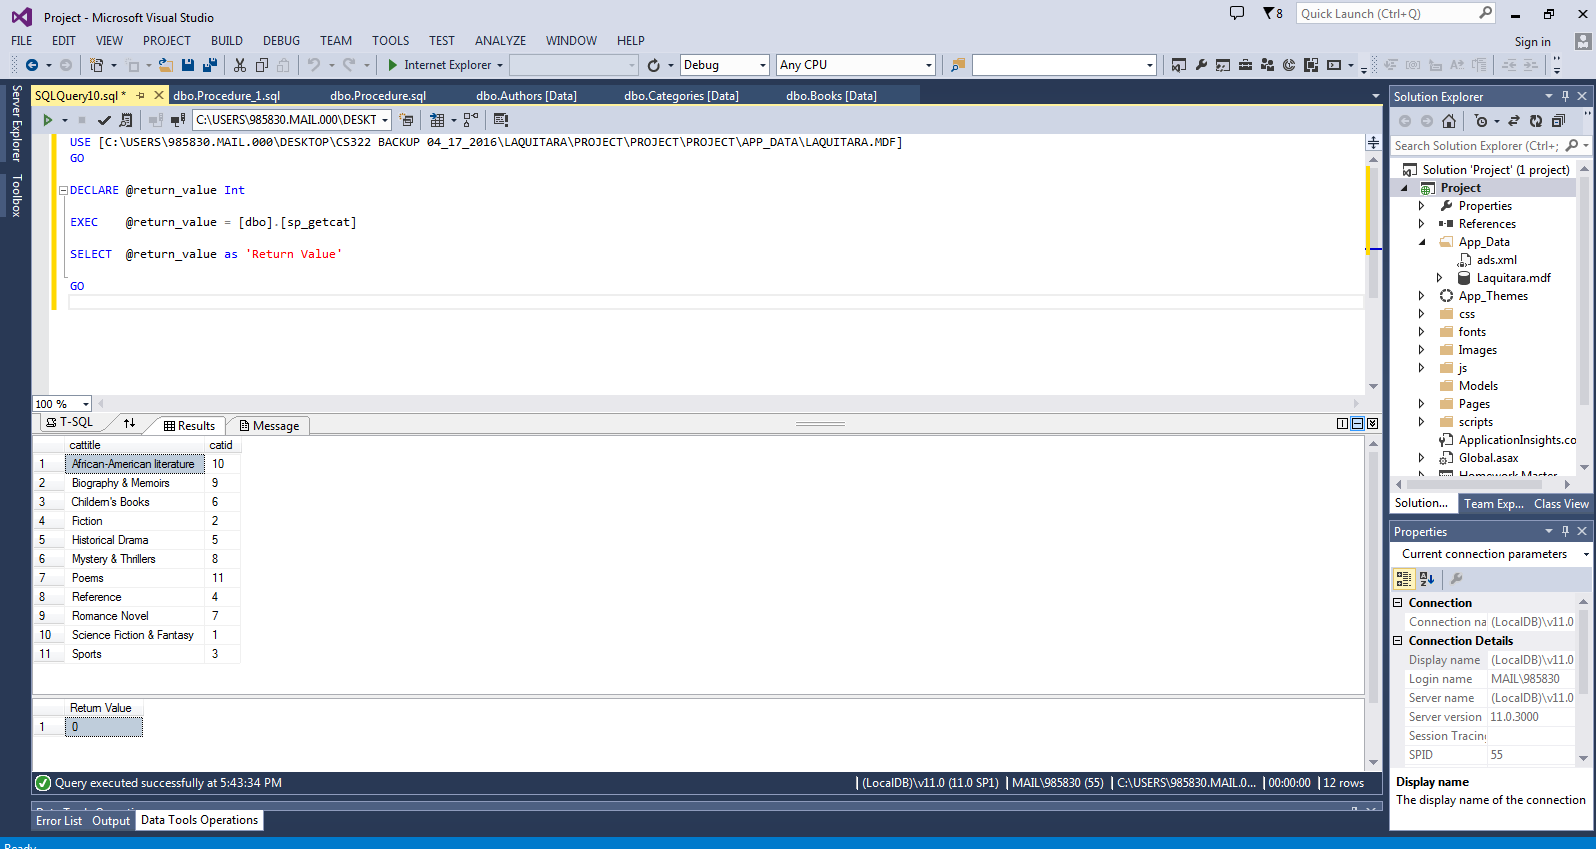 Project - Microsoft Visual Studio
8
Quick Launch (Ctrl+Q)
FILE EDIT VIEW PROJECT BUILD DEBUG TEAM TOOLS TEST ANALYZE WINDOW HELP
Sign in
Internet Explorer Debug Any CPU
Server Explorer
Toolbox
SQLQuery10.sql * dbo.Procedure_1.sql dbo.Procedure.sql dbo.Authors [Data] dbo.Categories [Data] dbo.Books [Data]
C:\USERS\985830.MAIL.000\DESKT
USE [C:\USERS\985830.MAIL.000\DESKTOP\CS322 BACKUP 04_17_2016\LAQUITARA\PROJECT\PROJECT\PROJECT\APP_DATA\LAQUITARA.MDF]
GO
DECLARE @return_value Int
EXEC @return_value = [dbo].[sp_getcat]
SELECT @return_value as 'Return Value'
GO
100 %
T-SQL Results Message
cattitle catid
1 African-American literature 10
2 Biography & Memoirs 9
3 Childern's Books 6
4 Fiction 2
5 Historical Drama 5
6 Mystery & Thrillers 8
7 Poems 11
8 Reference 4
9 Romance Novel 7
10 Science Fiction & Fantasy 1
11 Sports 3
Return Value
1 0
Query executed successfully at 5:43:34 PM (LocalDB)\v11.0 (11.0 SP1) MAIL\985830 (55) C:\USERS\985830.MAIL.0... 00:00:00 12 rows
Error List Output Data Tools Operations
Ready
Solution Explorer
Search Solution Explorer (Ctrl+;
Solution 'Project' (1 project)
Project
Properties
References
App_Data
ads.xml
Laquitara.mdf
App_Themes
css
fonts
Images
js
Models
Pages
scripts
ApplicationInsights.co
Global.asax
Homework Master
Solution... Team Exp... Class View
Properties
Current connection parameters
Connection
Connection na (LocalDB)\v11.0
Connection Details
Display name (LocalDB)\v11.0
Login name MAIL\985830
Server name (LocalDB)\v11.0
Server version 11.0.3000
Session Tracing
SPID 55
Display name
The display name of the connection